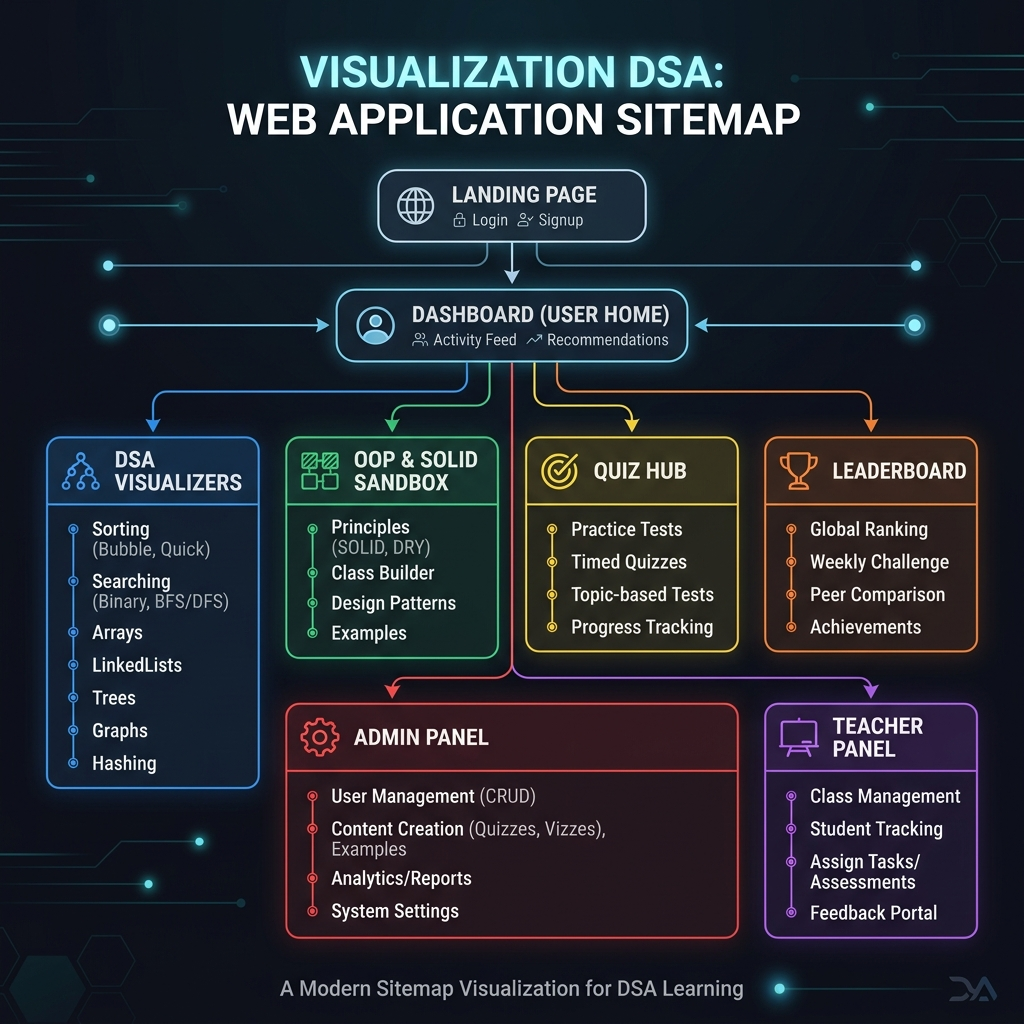 VISUALIZATION DSA:
WEB APPLICATION SITEMAP
LANDING PAGE
Login Signup
DASHBOARD (USER HOME)
Activity Feed Recommendations
DSA
VISUALIZERS
Sorting
(Bubble, Quick)
Searching
(Binary, BFS/DFS)
Arrays
LinkedLists
Trees
Graphs
Hashing
OOP & SOLID
SANDBOX
Principles
(SOLID, DRY)
Class Builder
Design Patterns
Examples
QUIZ HUB
Practice Tests
Timed Quizzes
Topic-based Tests
Progress Tracking
LEADERBOARD
Global Ranking
Weekly Challenge
Peer Comparison
Achievements
ADMIN PANEL
User Management (CRUD)
Content Creation (Quizzes, Vizzes),
Examples
Analytics/Reports
System Settings
TEACHER
PANEL
Class Management
Student Tracking
Assign Tasks/
Assessments
Feedback Portal
A Modern Sitemap Visualization for DSA Learning